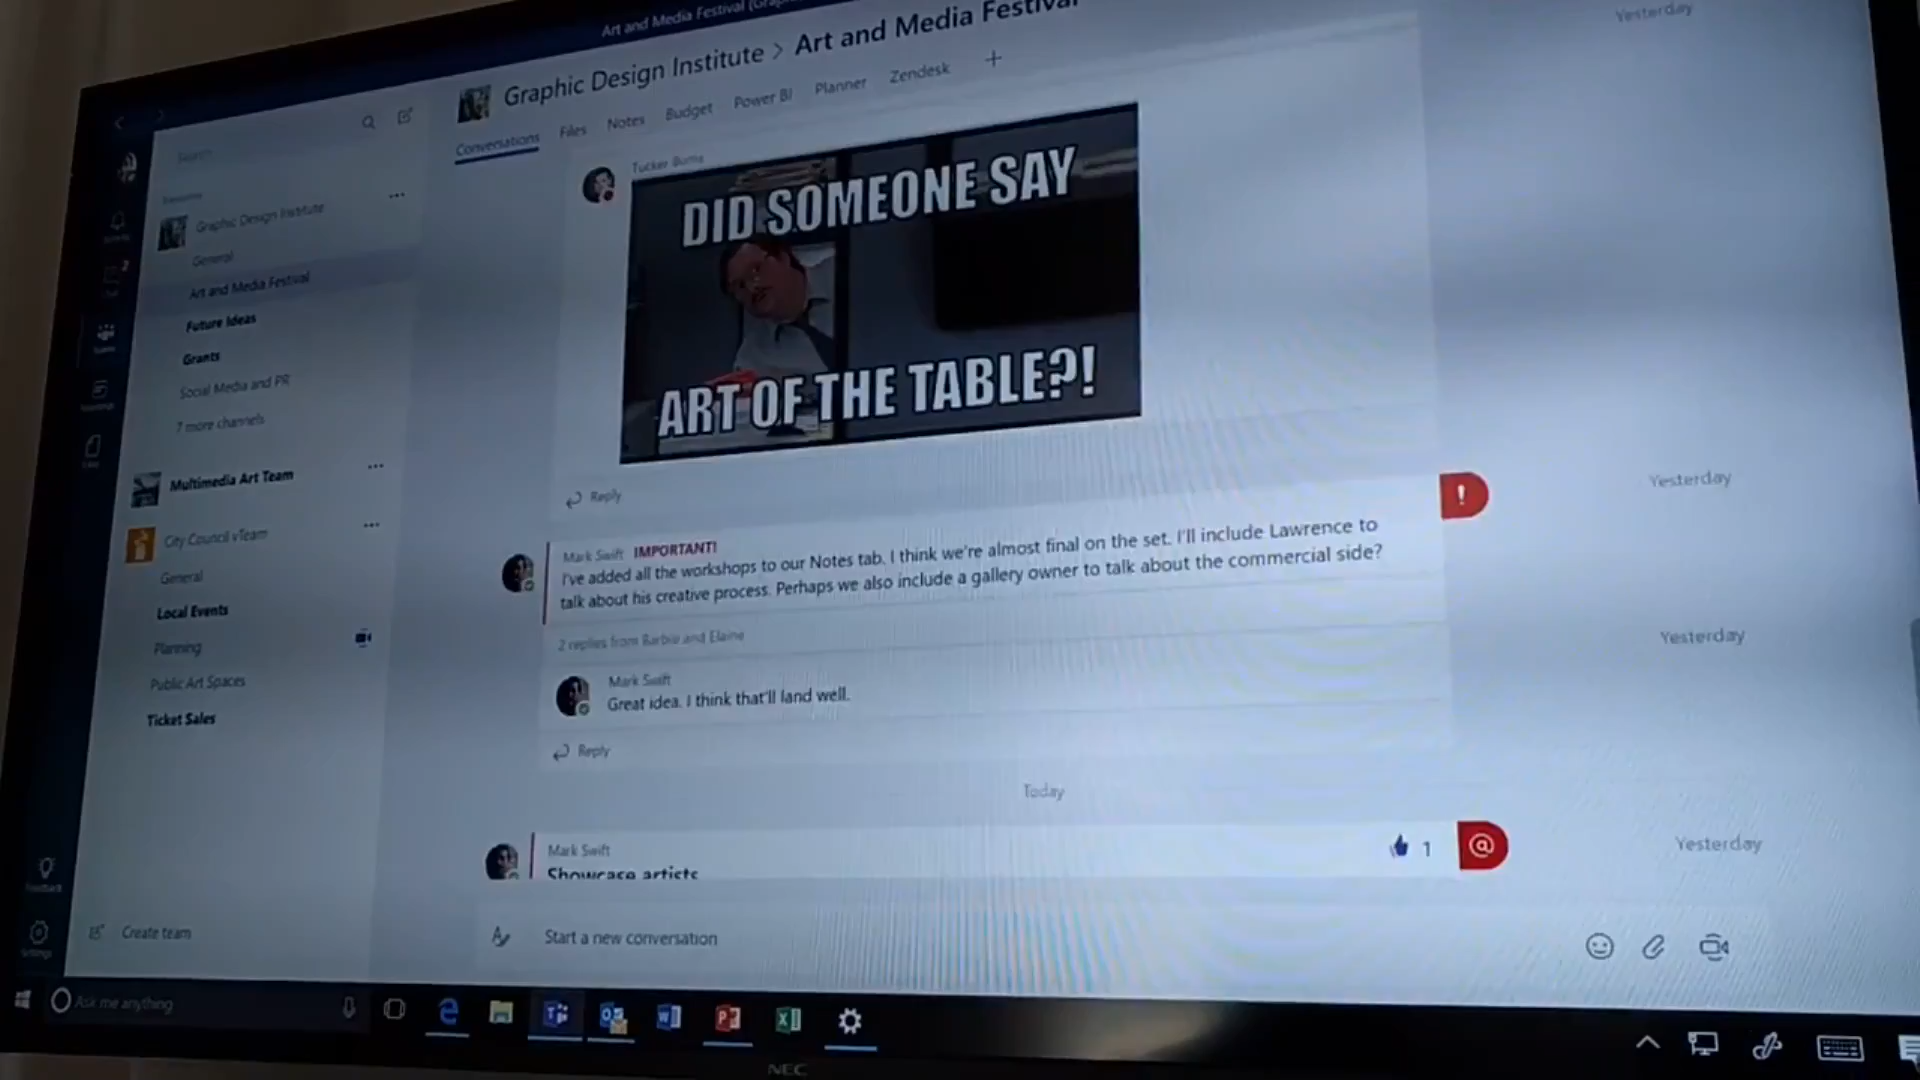 Art and Media Festival
Graphic Design Institute > Art and Media Festival
Yesterday
Conversations Files Notes Budget Power BI Planner Zendesk +
Search
Graphic Design Institute
General
Art and Media Festival
Future Ideas
Grants
Social Media and PR
7 more channels
Multimedia Art Team
City Council vTeam
General
Local Events
Planning
Public Art Spaces
Ticket Sales
Create team
Tucker Burns
DID SOMEONE SAY
ART OF THE TABLE?!
Reply
Yesterday
Mark Swift IMPORTANT!
I've added all the workshops to our Notes tab. I think we're almost final on the set. I'll include Lawrence to
talk about his creative process. Perhaps we also include a gallery owner to talk about the commercial side?
2 replies from Barbie and Elaine
Yesterday
Mark Swift
Great idea. I think that'll land well.
Reply
Today
Mark Swift
1
@
Yesterday
Showcase artists
Start a new conversation
Feedback
Settings
Ask me anything
NEC